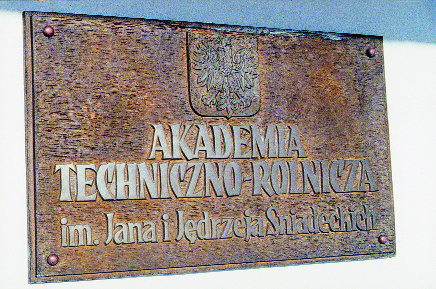 AKADEMIA
TECHNICZNO-ROLNICZA
im. Jana i Jędrzeja Śniadeckich